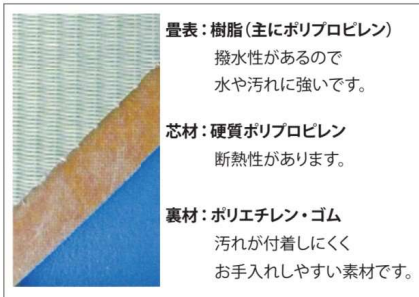 畳表：樹脂（主にポリプロピレン）
撥水性があるので
水や汚れに強いです。
芯材：硬質ポリプロピレン
断熱性があります。
裏材：ポリエチレン・ゴム
汚れが付着しにくく
お手入れしやすい素材です。